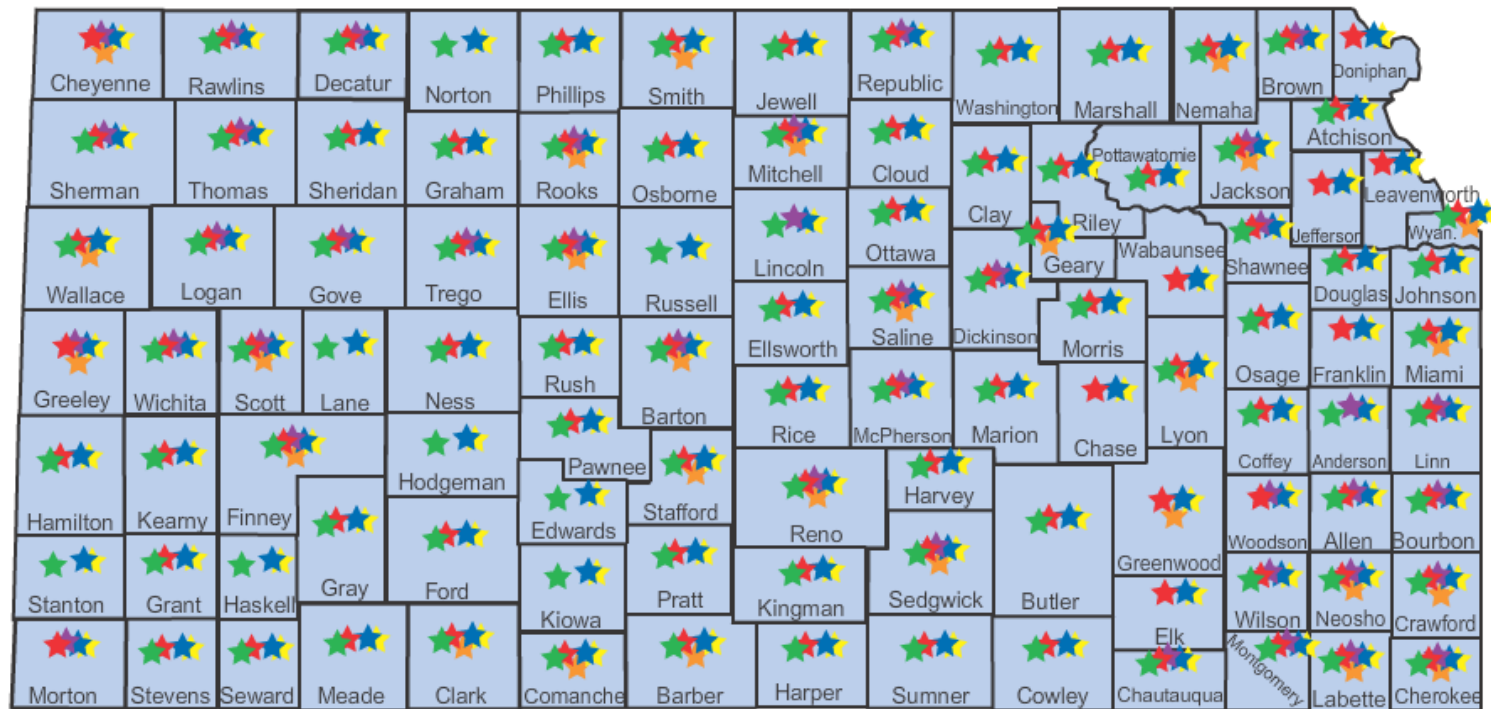 Cheyenne
Rawlins
Decatur
Norton
Phillips
Smith
Jewell
Republic
Washington
Marshall
Nemaha
Brown
Doniphan
Sherman
Thomas
Sheridan
Graham
Rooks
Osborne
Mitchell
Cloud
Clay
Riley
Pottawatomie
Jackson
Atchison
Jefferson
Leavenworth
Wyan.
Wallace
Logan
Gove
Trego
Ellis
Russell
Lincoln
Ottawa
Saline
Dickinson
Geary
Wabaunsee
Shawnee
Douglas
Johnson
Greeley
Wichita
Scott
Lane
Ness
Rush
Barton
Ellsworth
Rice
McPherson
Marion
Morris
Chase
Lyon
Osage
Franklin
Miami
Hamilton
Kearny
Finney
Hodgeman
Pawnee
Edwards
Stafford
Reno
Harvey
Butler
Greenwood
Coffey
Anderson
Linn
Woodson
Allen
Bourbon
Stanton
Grant
Haskell
Gray
Ford
Kiowa
Pratt
Kingman
Sedgwick
Elk
Wilson
Neosho
Crawford
Morton
Stevens
Seward
Meade
Clark
Comanche
Barber
Harper
Sumner
Cowley
Chautauqua
Montgomery
Labette
Cherokee